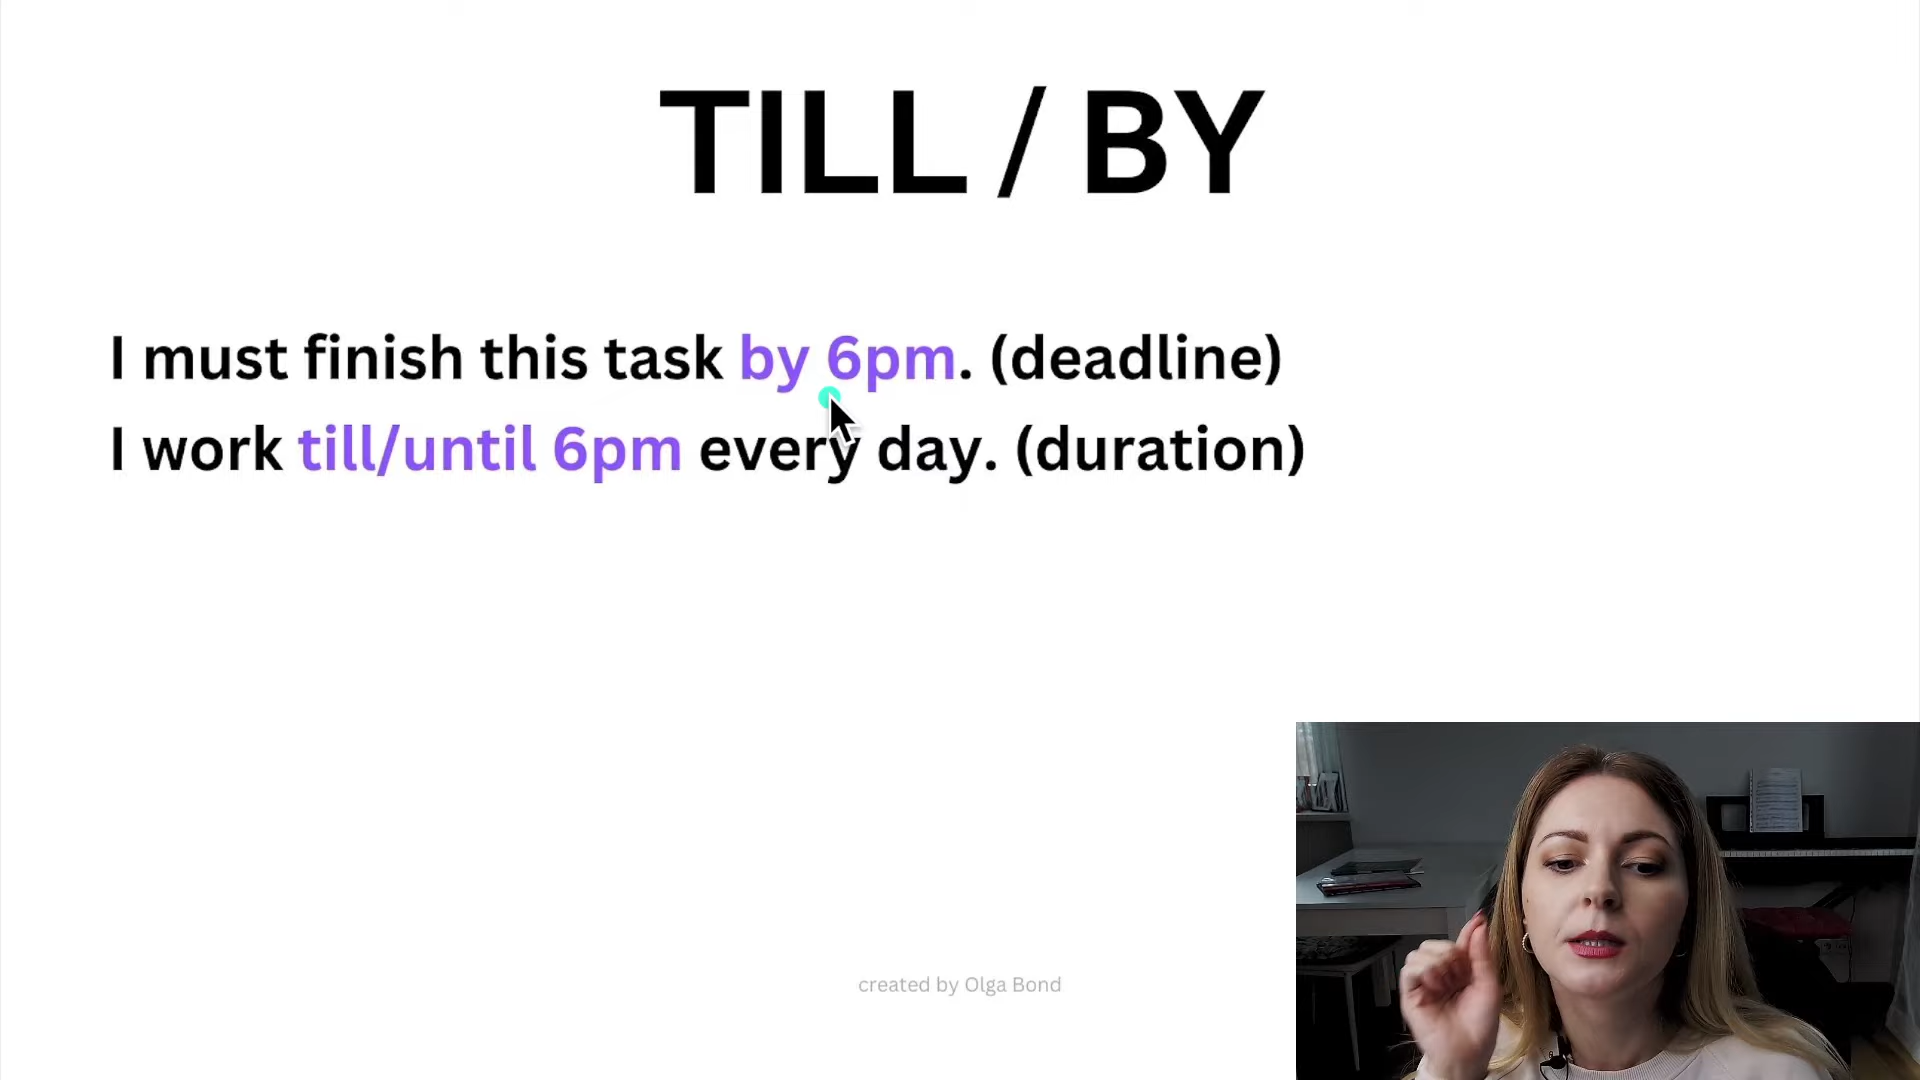 TILL / BY
I must finish this task by 6pm. (deadline)
I work till/until 6pm every day. (duration)
created by Olga Bond